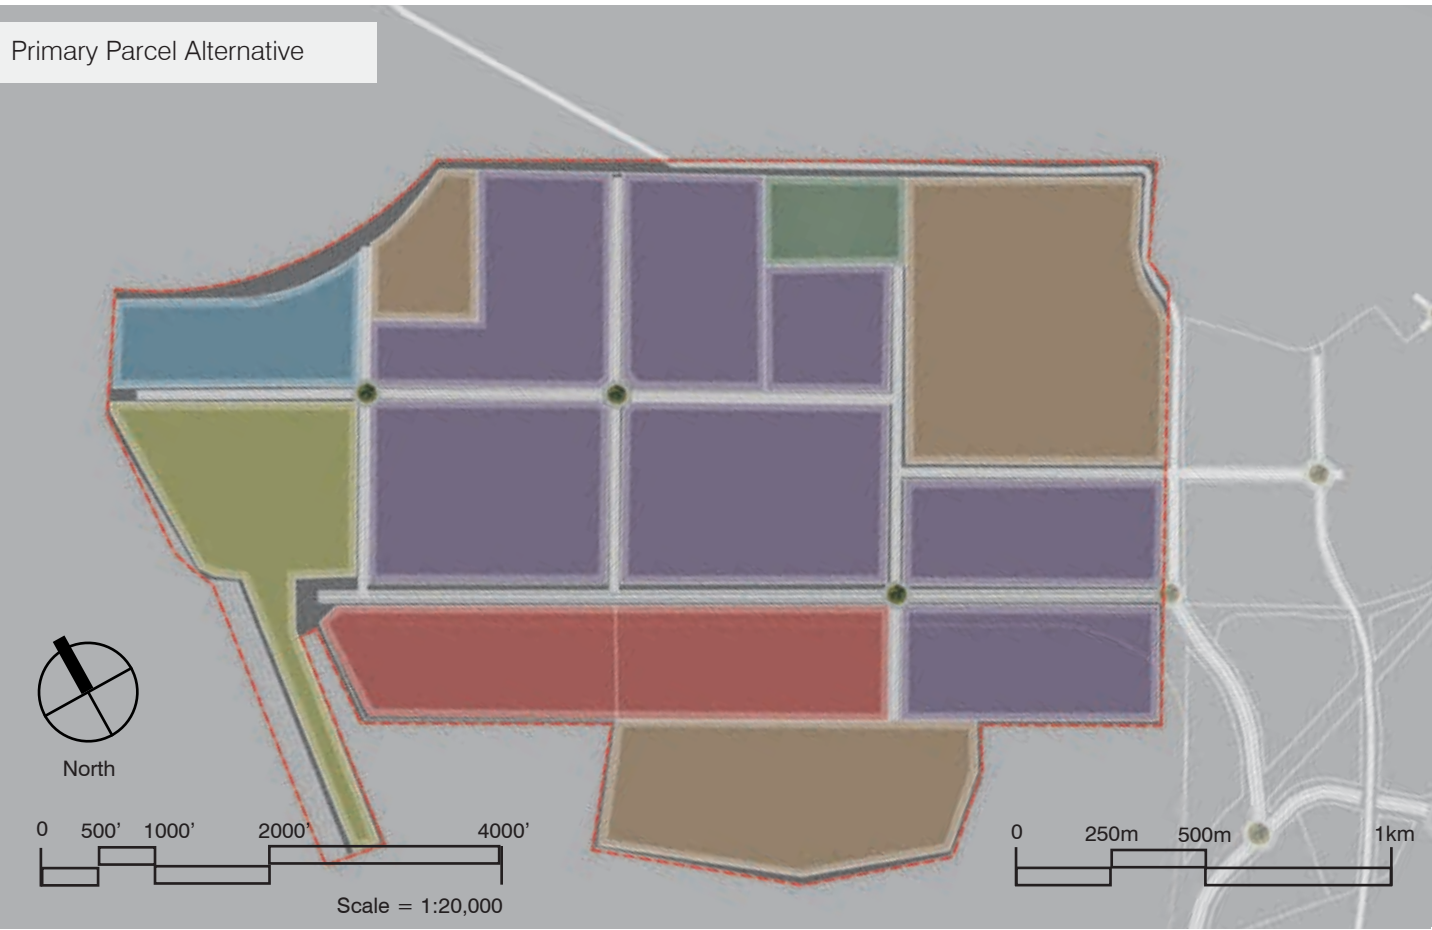 Primary Parcel Alternative
North
0 500’ 1000’ 2000’ 4000’
Scale = 1:20,000
0 250m 500m 1km